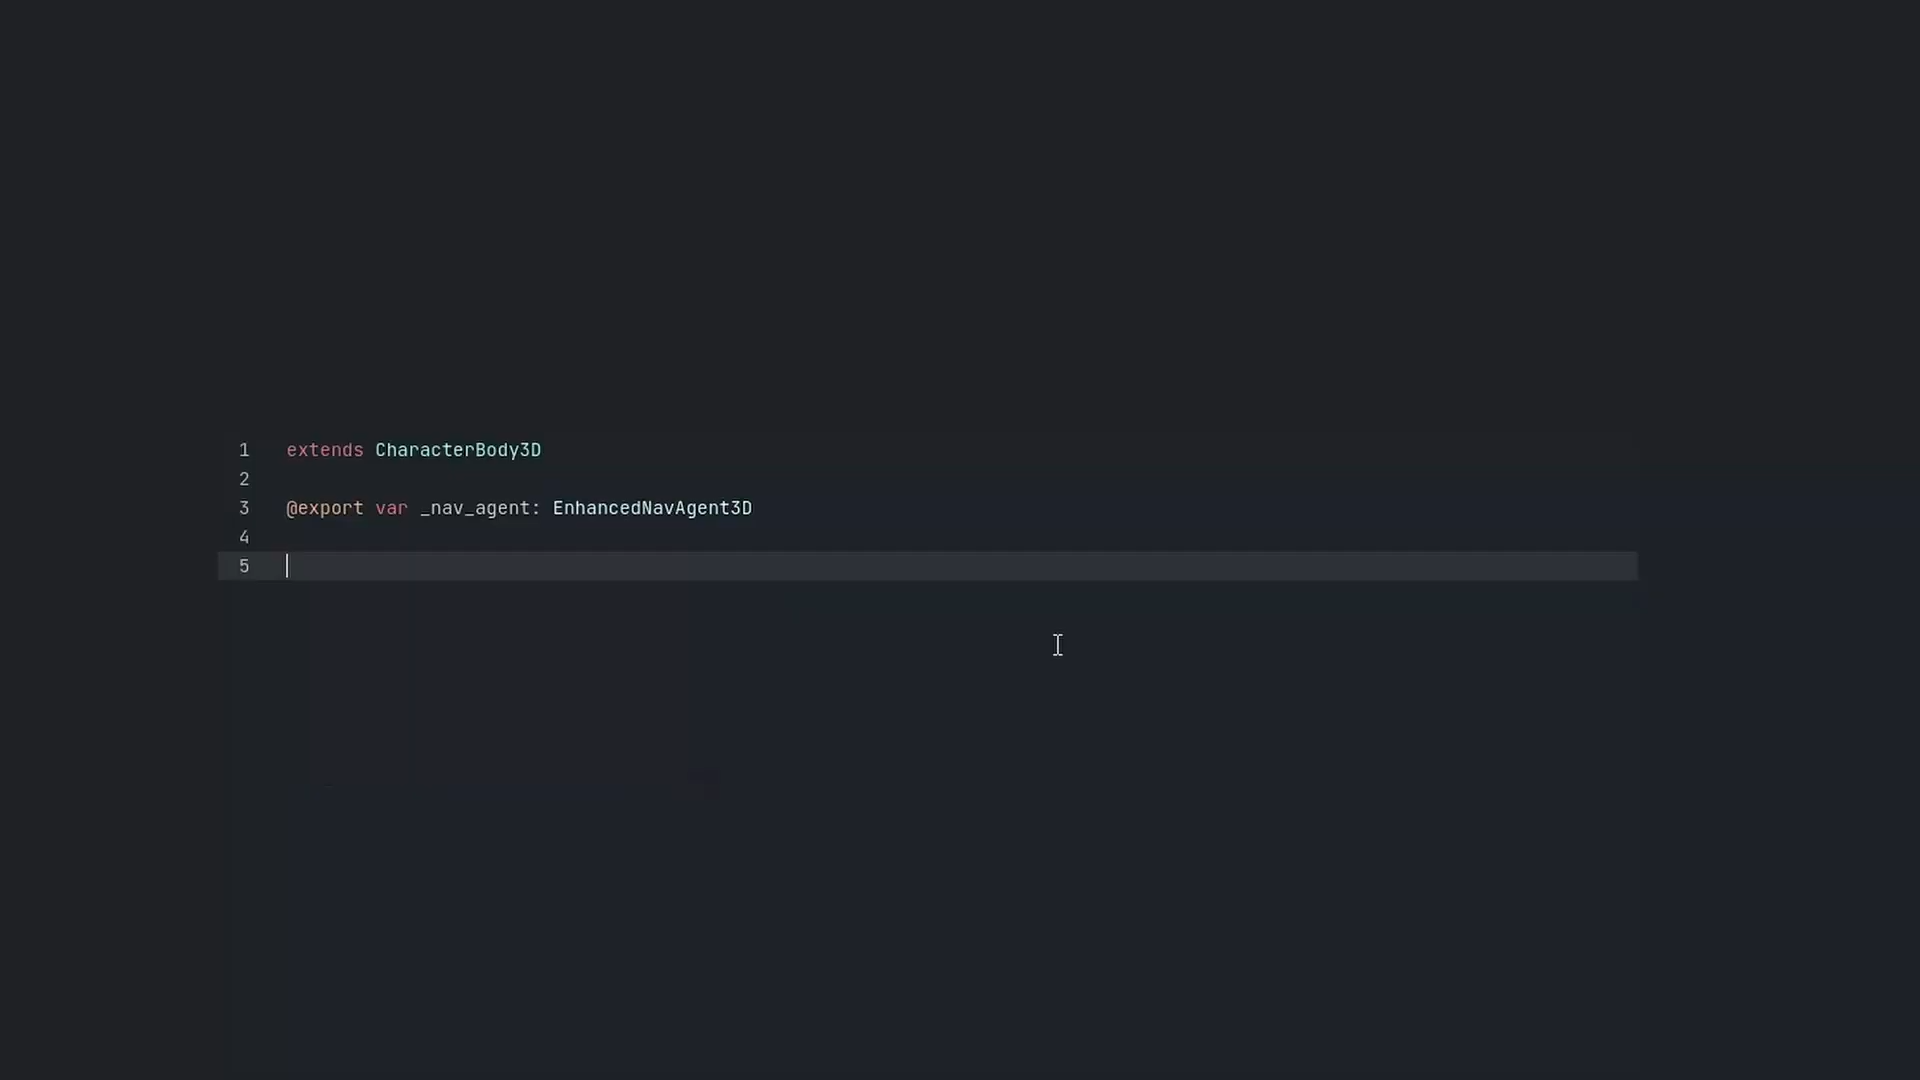 1 extends CharacterBody3D
2
3 @export var _nav_agent: EnhancedNavAgent3D
4
5